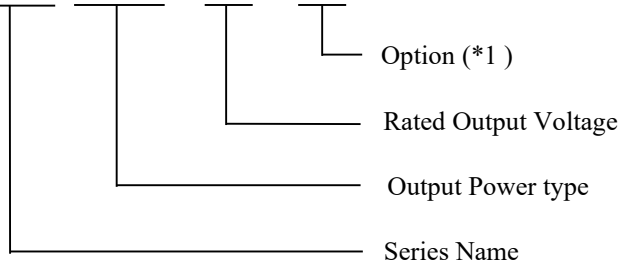 Option (*1 )
Rated Output Voltage
Output Power type
Series Name